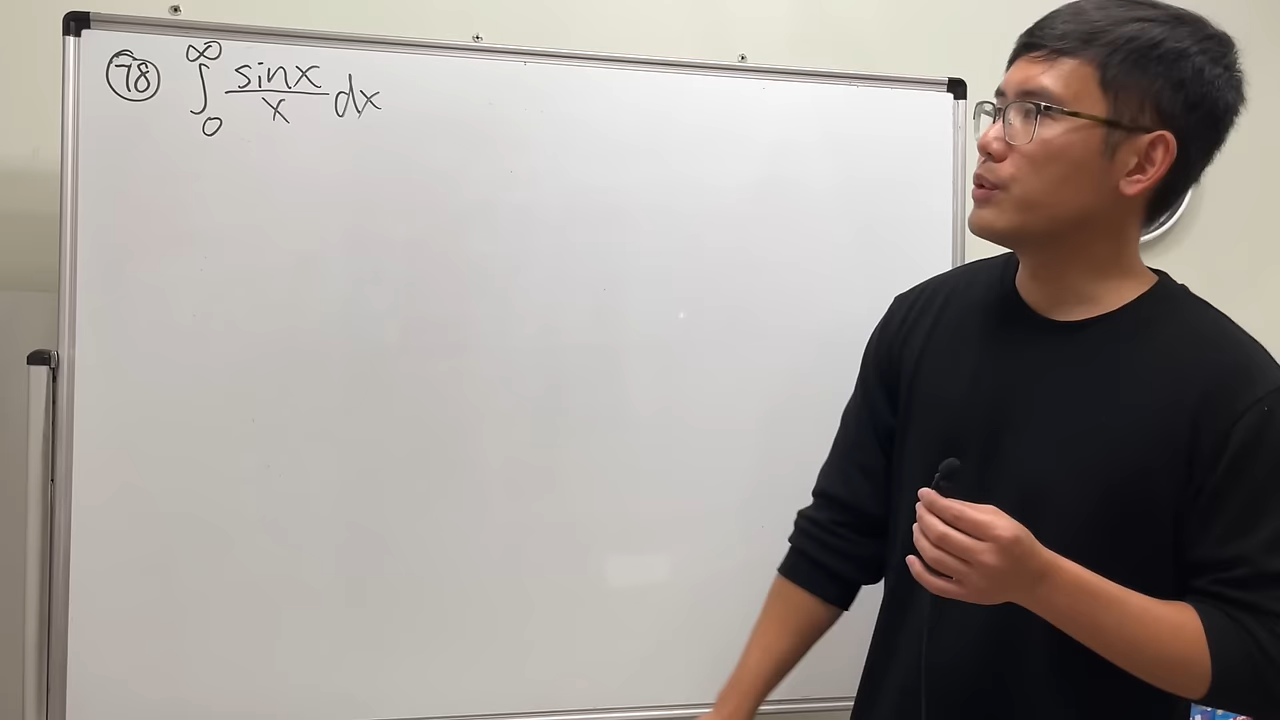 78 ∫₀^∞ sinx/x dx